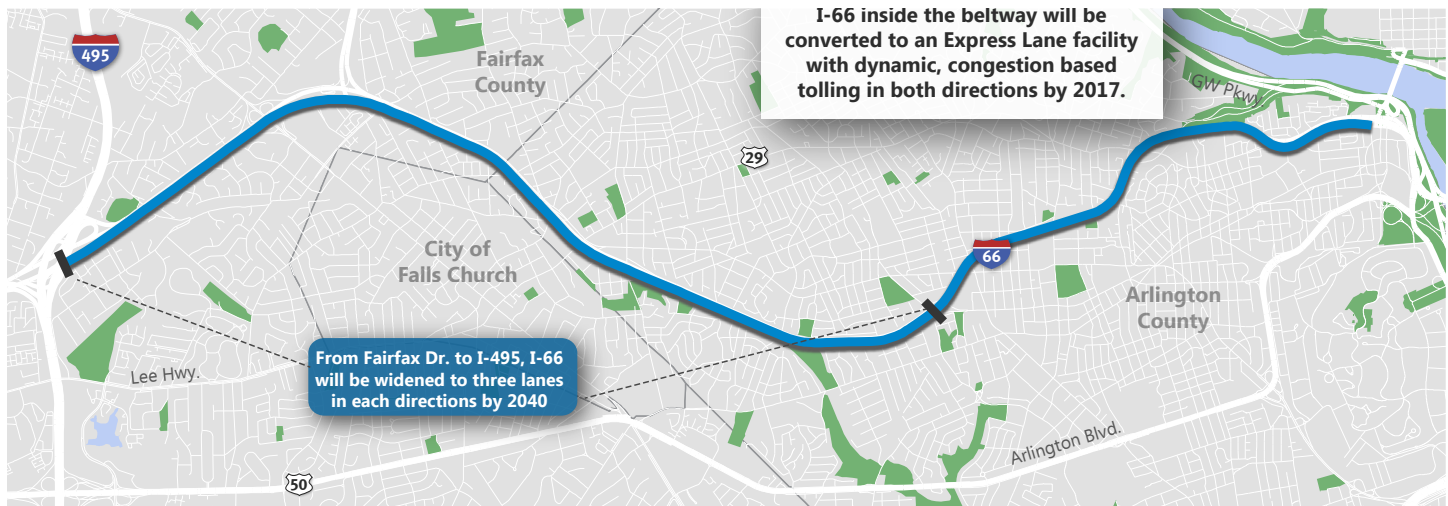 I-66 inside the beltway will be
converted to an Express Lane facility
with dynamic, congestion based
tolling in both directions by 2017.
495
Fairfax
County
GW Pkwy.
29
City of
Falls Church
66
Arlington
County
From Fairfax Dr. to I-495, I-66
will be widened to three lanes
in each directions by 2040
Lee Hwy.
Arlington Blvd.
50